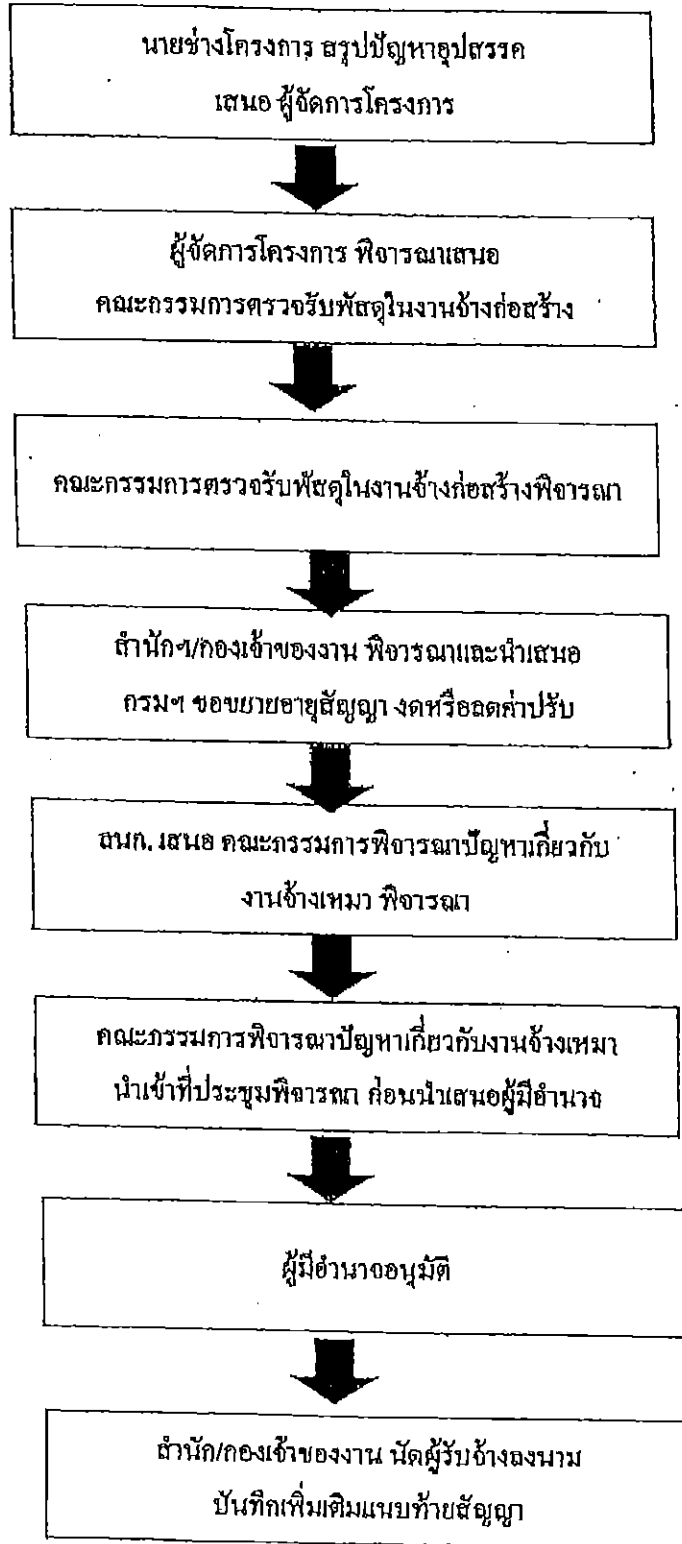 นายช่างโครงการ สรุปปัญหาอุปสรรค
เสนอ ผู้จัดการโครงการ
ผู้จัดการโครงการ พิจารณาเสนอ
คณะกรรมการตรวจรับพัสดุในงานจ้างก่อสร้าง
คณะกรรมการตรวจรับพัสดุในงานจ้างก่อสร้างพิจารณา
สำนักฯ/กองเจ้าของงาน พิจารณาและนำเสนอ
กรมฯ ขอขยายอายุสัญญา งดหรือลดค่าปรับ
สนก. เสนอ คณะกรรมการพิจารณาปัญหาเกี่ยวกับ
งานจ้างเหมา พิจารณา
คณะกรรมการพิจารณาปัญหาเกี่ยวกับงานจ้างเหมา
นำเข้าที่ประชุมพิจารณา ก่อนนำเสนอผู้มีอำนาจ
ผู้มีอำนาจอนุมัติ
สำนัก/กองเจ้าของงาน นัดผู้รับจ้างลงนาม
บันทึกเพิ่มเติมแนบท้ายสัญญา